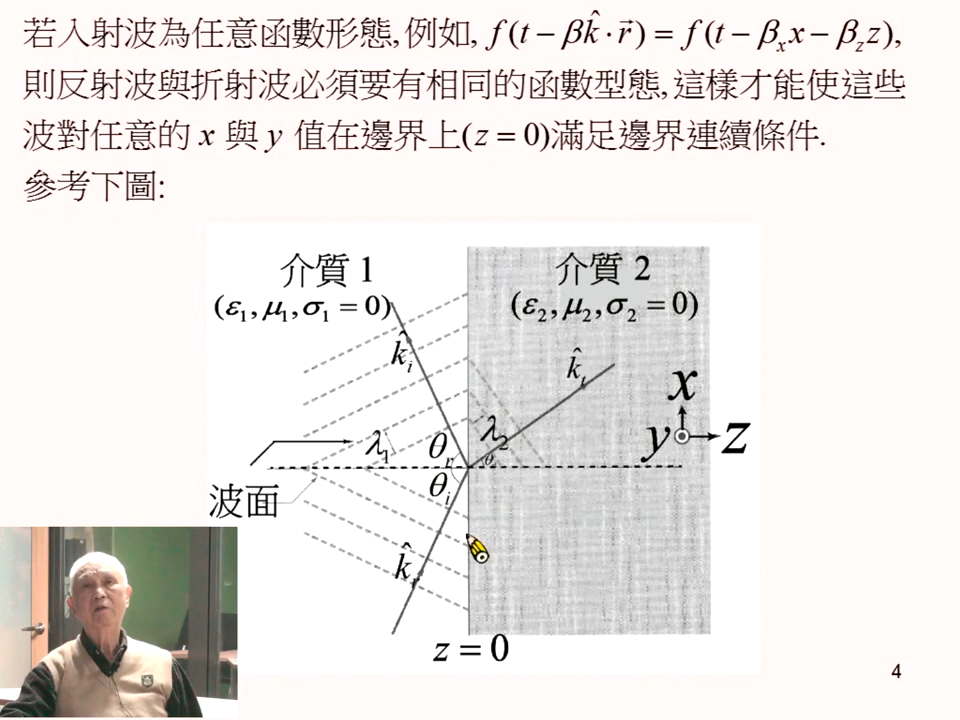 若入射波為任意函數形態, 例如, f(t − βk̂·r⃗) = f(t − βₓx − β_z z),
則反射波與折射波必須要有相同的函數型態, 這樣才能使這些
波對任意的 x 與 y 值在邊界上(z = 0)滿足邊界連續條件.
參考下圖:
介質 1
介質 2
(ε₁, μ₁, σ₁ = 0)
(ε₂, μ₂, σ₂ = 0)
k̂ᵢ
k̂ₜ
x
y
z
λ₁
θᵣ
λ₂
θ
θᵢ
波面
k̂
z = 0
4